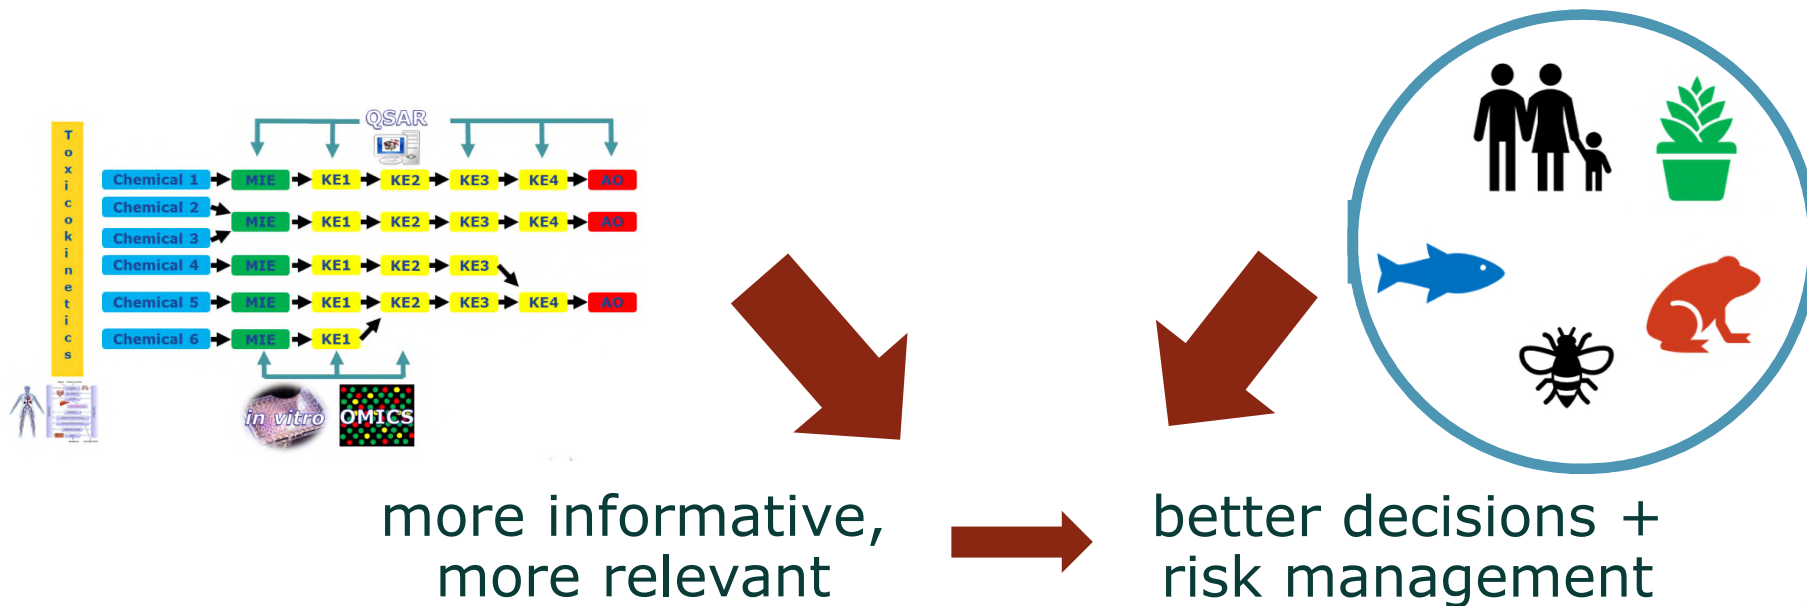 Toxicokinetics
QSAR
Chemical 1 MIE KE1 KE2 KE3 KE4 AO
Chemical 2
MIE KE1 KE2 KE3 KE4 AO
Chemical 3
Chemical 4 MIE KE1 KE2 KE3
Chemical 5 MIE KE1 KE2 KE3 KE4 AO
Chemical 6 MIE KE1
in vitro OMICS
more informative,
more relevant
better decisions +
risk management